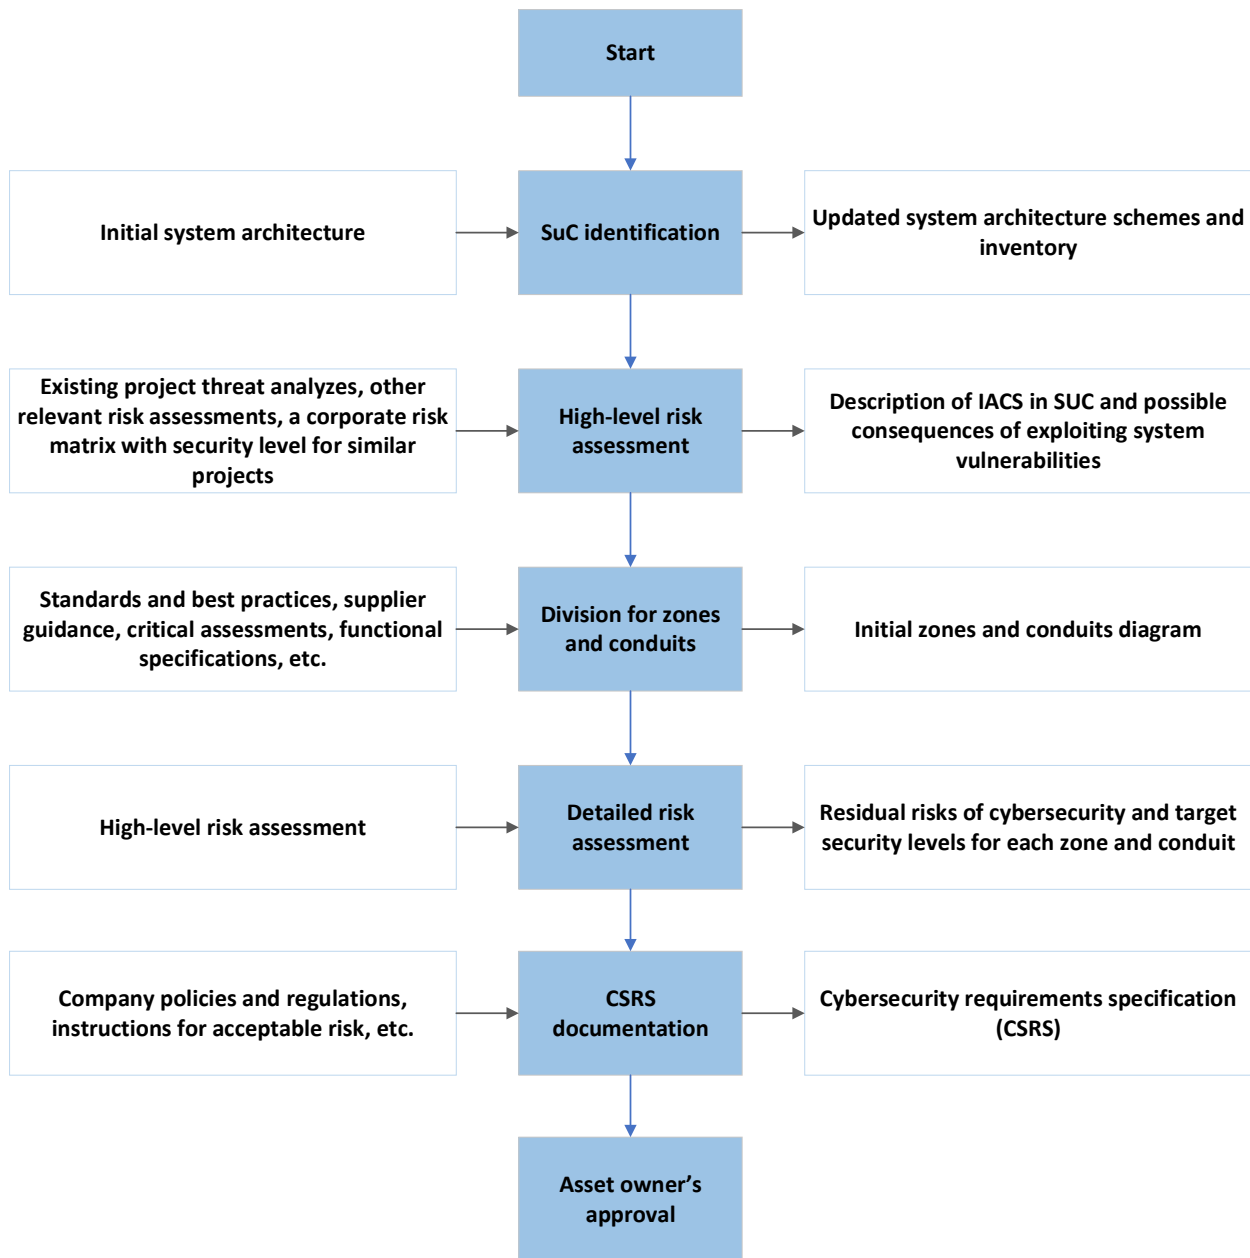 Start
Initial system architecture
SuC identification
Updated system architecture schemes and
inventory
Existing project threat analyzes, other
relevant risk assessments, a corporate risk
matrix with security level for similar
projects
High-level risk
assessment
Description of IACS in SUC and possible
consequences of exploiting system
vulnerabilities
Standards and best practices, supplier
guidance, critical assessments, functional
specifications, etc.
Division for zones
and conduits
Initial zones and conduits diagram
High-level risk assessment
Detailed risk
assessment
Residual risks of cybersecurity and target
security levels for each zone and conduit
Company policies and regulations,
instructions for acceptable risk, etc.
CSRS
documentation
Cybersecurity requirements specification
(CSRS)
Asset owner’s
approval